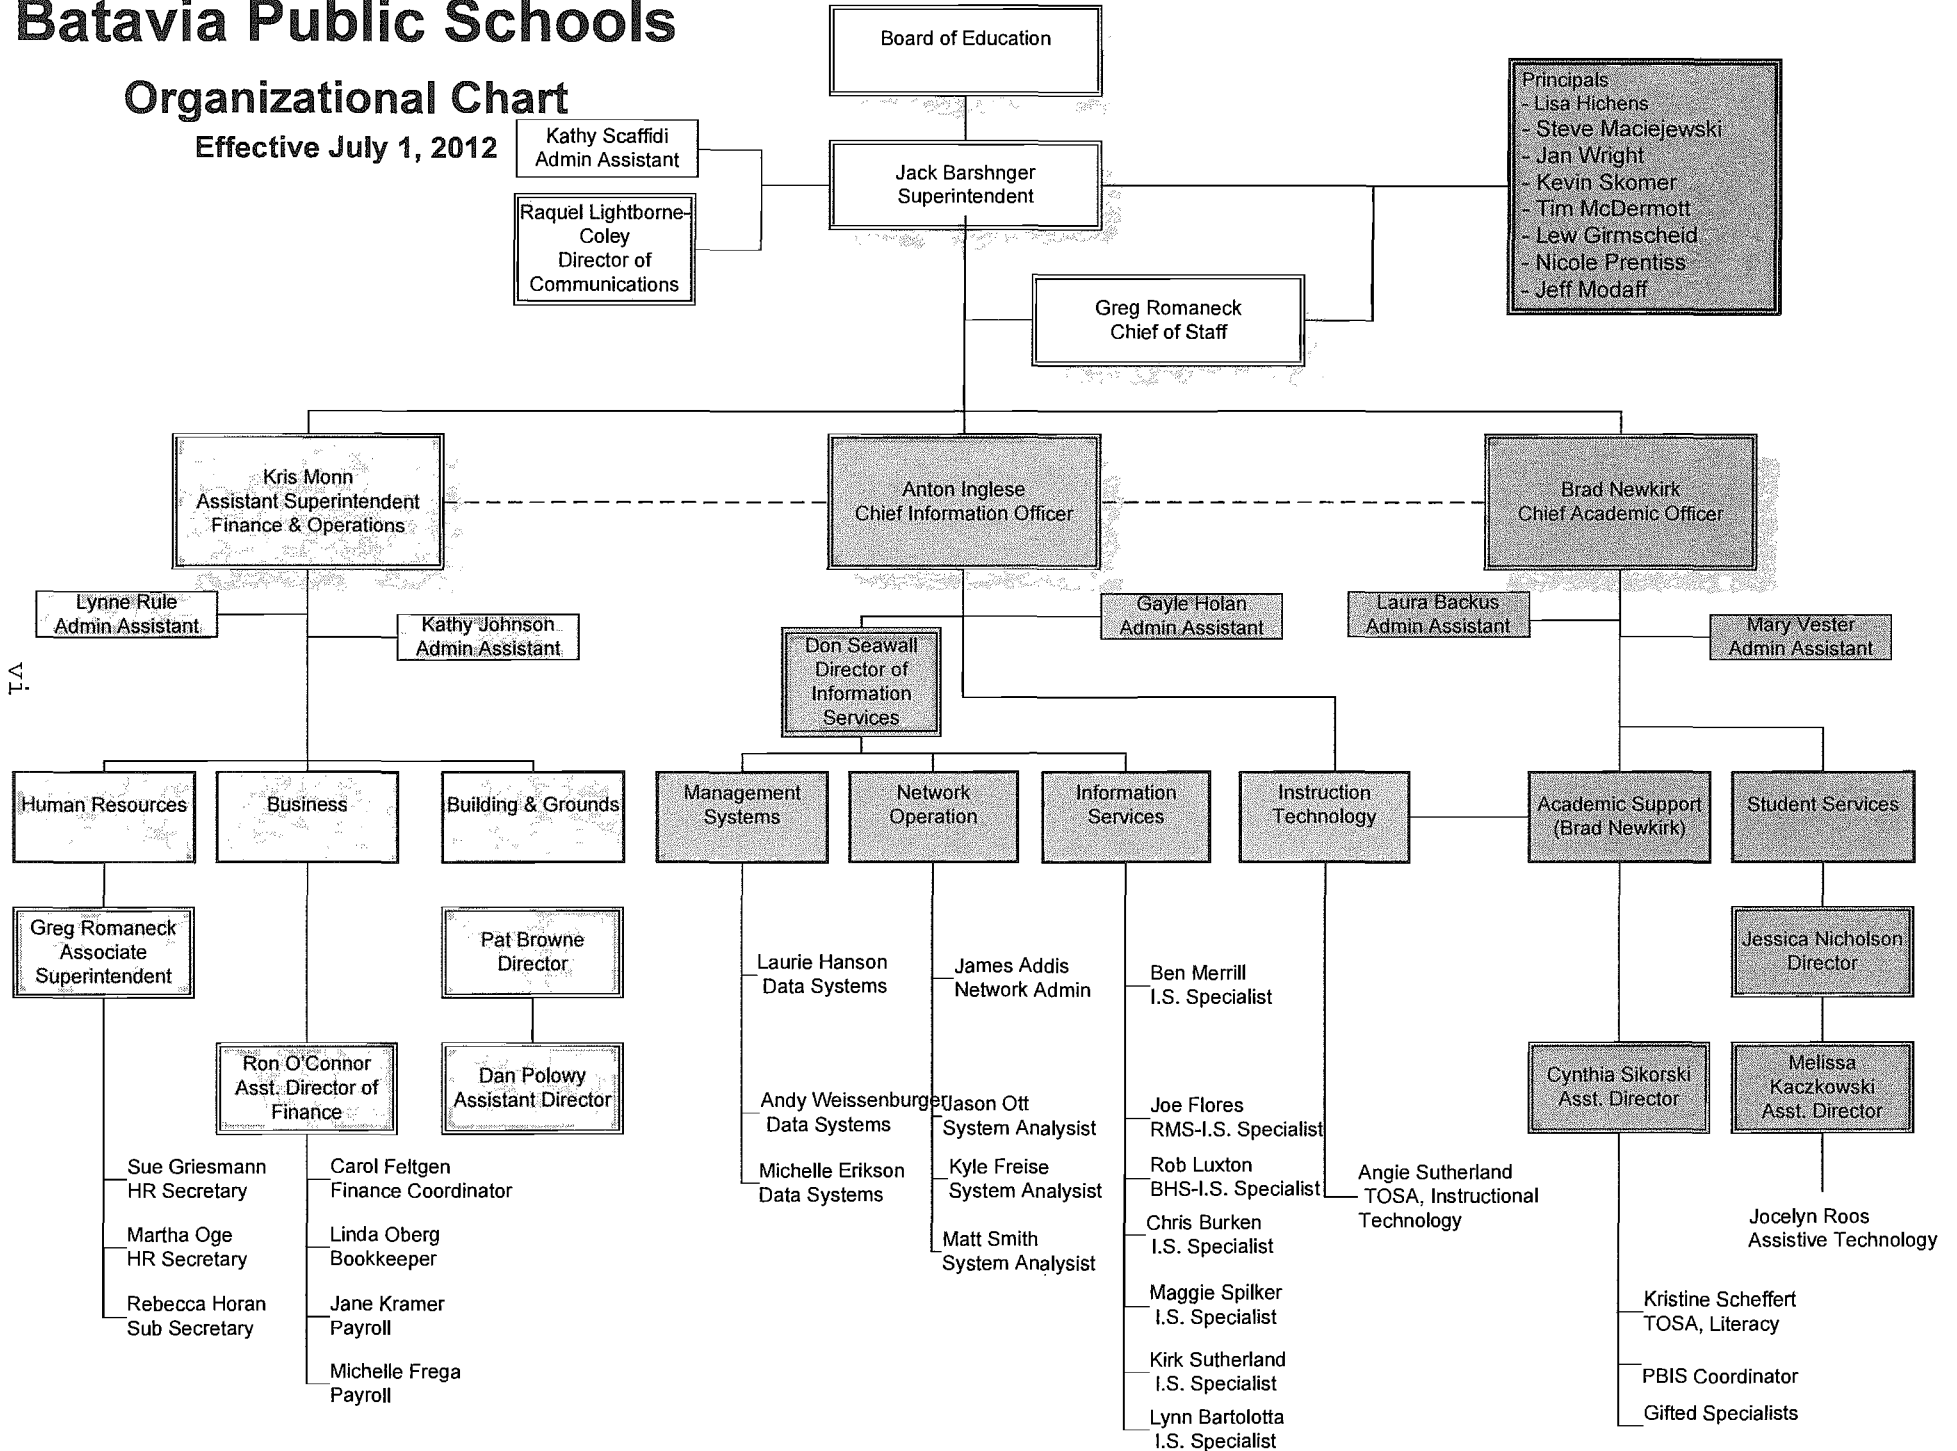 Batavia Public Schools
Organizational Chart
Effective July 1, 2012
Board of Education
Kathy Scaffidi
Admin Assistant
Jack Barshnger
Superintendent
Raquel Lightborne-
Coley
Director of
Communications
Principals
- Lisa Hichens
- Steve Maciejewski
- Jan Wright
- Kevin Skomer
- Tim McDermott
- Lew Girmscheid
- Nicole Prentiss
- Jeff Modaff
Greg Romaneck
Chief of Staff
Kris Monn
Assistant Superintendent
Finance & Operations
Anton Inglese
Chief Information Officer
Brad Newkirk
Chief Academic Officer
Lynne Rule
Admin Assistant
Kathy Johnson
Admin Assistant
Gayle Holan
Admin Assistant
Laura Backus
Admin Assistant
Mary Vester
Admin Assistant
Don Seawall
Director of
Information
Services
vi
Human Resources
Business
Building & Grounds
Management
Systems
Network
Operation
Information
Services
Instruction
Technology
Academic Support
(Brad Newkirk)
Student Services
Greg Romaneck
Associate
Superintendent
Sue Griesmann
HR Secretary
Martha Oge
HR Secretary
Rebecca Horan
Sub Secretary
Ron O'Connor
Asst. Director of
Finance
Carol Feltgen
Finance Coordinator
Linda Oberg
Bookkeeper
Jane Kramer
Payroll
Michelle Frega
Payroll
Pat Browne
Director
Dan Polowy
Assistant Director
Laurie Hanson
Data Systems
Andy Weissenburger
Data Systems
Michelle Erikson
Data Systems
James Addis
Network Admin
Jason Ott
System Analysist
Kyle Freise
System Analysist
Matt Smith
System Analysist
Ben Merrill
I.S. Specialist
Joe Flores
RMS-I.S. Specialist
Rob Luxton
BHS-I.S. Specialist
Chris Burken
I.S. Specialist
Maggie Spilker
I.S. Specialist
Kirk Sutherland
I.S. Specialist
Lynn Bartolotta
I.S. Specialist
Angie Sutherland
TOSA, Instructional
Technology
Cynthia Sikorski
Asst. Director
Kristine Scheffert
TOSA, Literacy
PBIS Coordinator
Gifted Specialists
Jessica Nicholson
Director
Melissa
Kaczkowski
Asst. Director
Jocelyn Roos
Assistive Technology